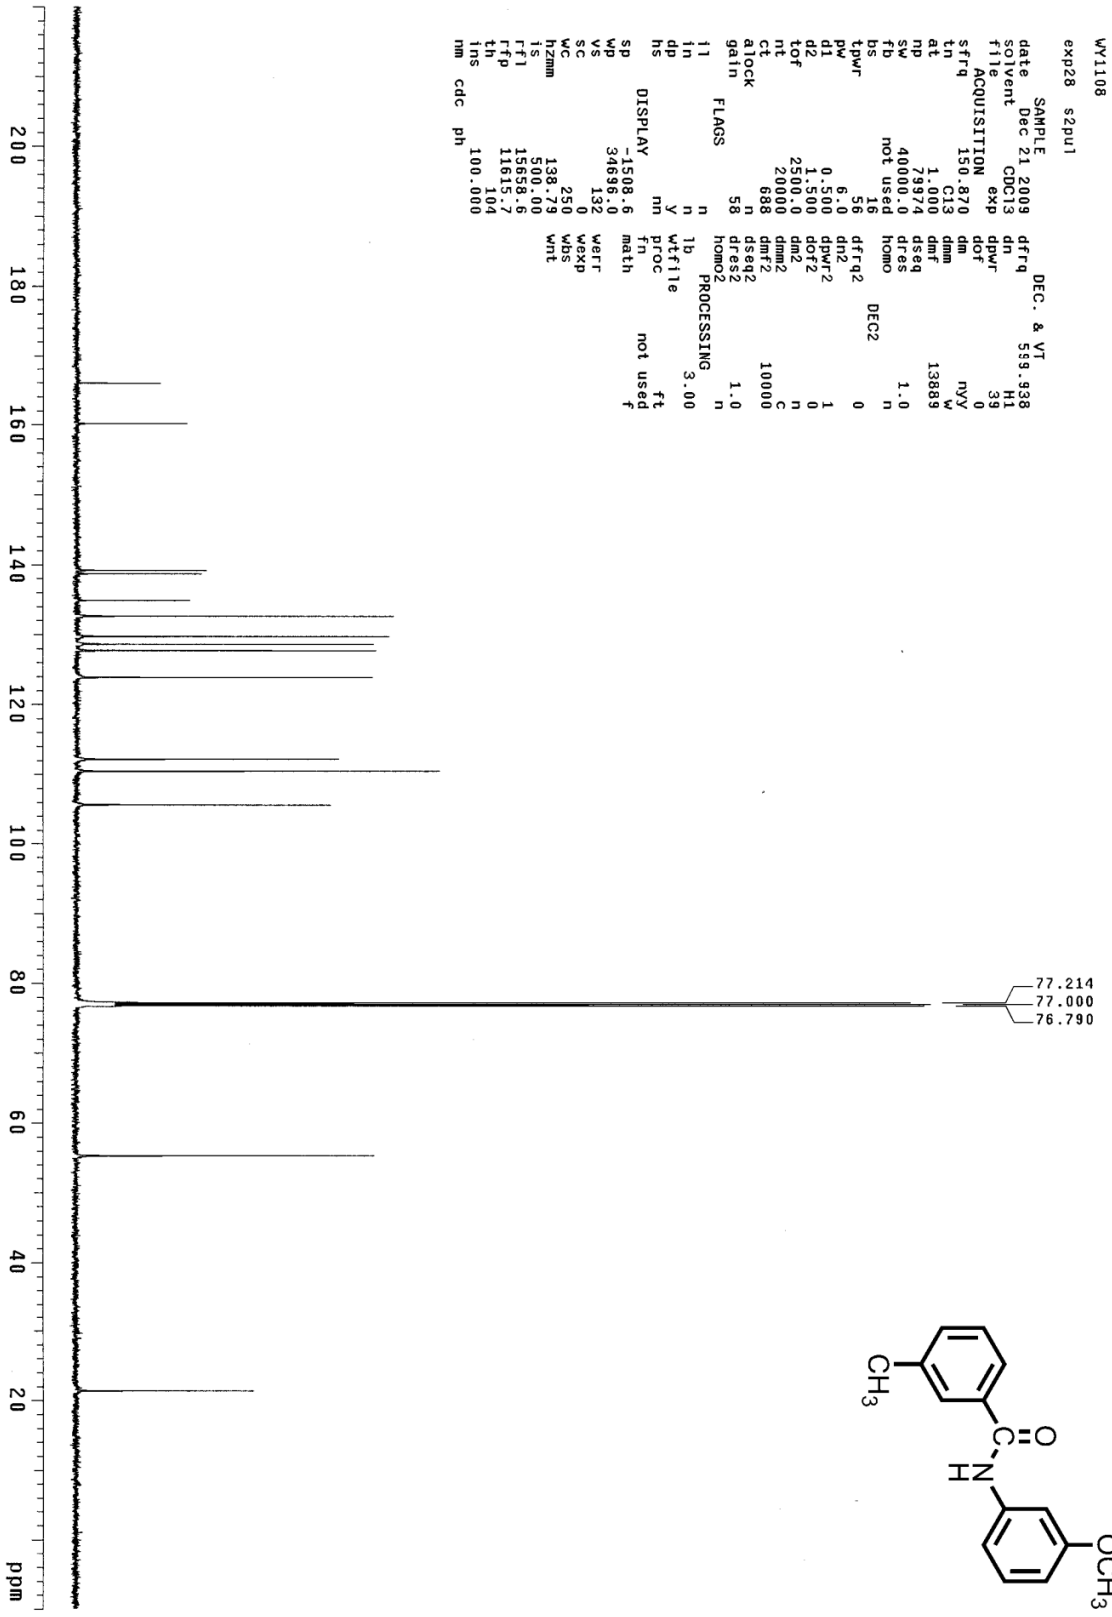 WY1108
exp28 s2pul
SAMPLE DEC. & VT
date Dec 21 2009 dfrq 599.938
solvent CDCl3 dn H1
file exp dpwr 39
ACQUISITION dof 0
sfrq 150.870 dm nyy
tn C13 dmm w
at 1.000 dmf 13889
np 79974 dseq
sw 40000.0 dres 1.0
fb not used homo n
bs 16 DEC2
tpwr 56 dfrq2 0
pw 6.0 dn2
d1 0.500 dpwr2 1
d2 1.500 dof2 0
tof 2500.0 dm2 n
nt 20000 dmm2 c
ct 688 dmf2 10000
alock n dseq2
gain 58 dres2 1.0
FLAGS homo2 n
il n PROCESSING
in n lb 3.00
dp y wtfile
hs nn proc ft
DISPLAY fn not used
sp -1508.6 math f
wp 34696.0
vs 132 werr
sc 0 wexp
wc 250 wbs
hzmm 138.79 wnt
is 500.00
rfl 15658.6
rfp 11615.7
th 104
ins 100.000
nm cdc ph
77.214
77.000
76.790
O
C
N
H
CH3
OCH3
200 180 160 140 120 100 80 60 40 20 ppm